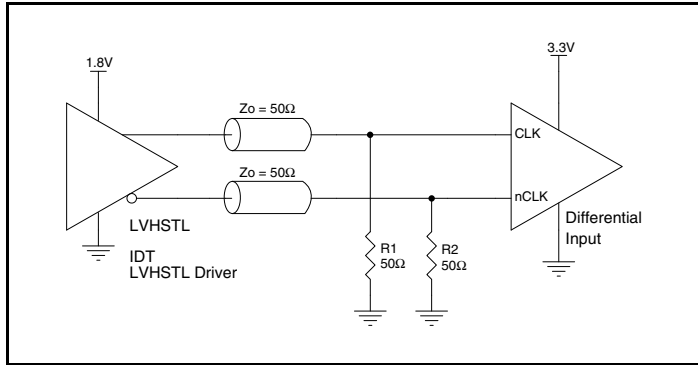 1.8V
3.3V
Zo = 50Ω
CLK
Zo = 50Ω
nCLK
LVHSTL
IDT
LVHSTL Driver
R1
50Ω
R2
50Ω
Differential
Input